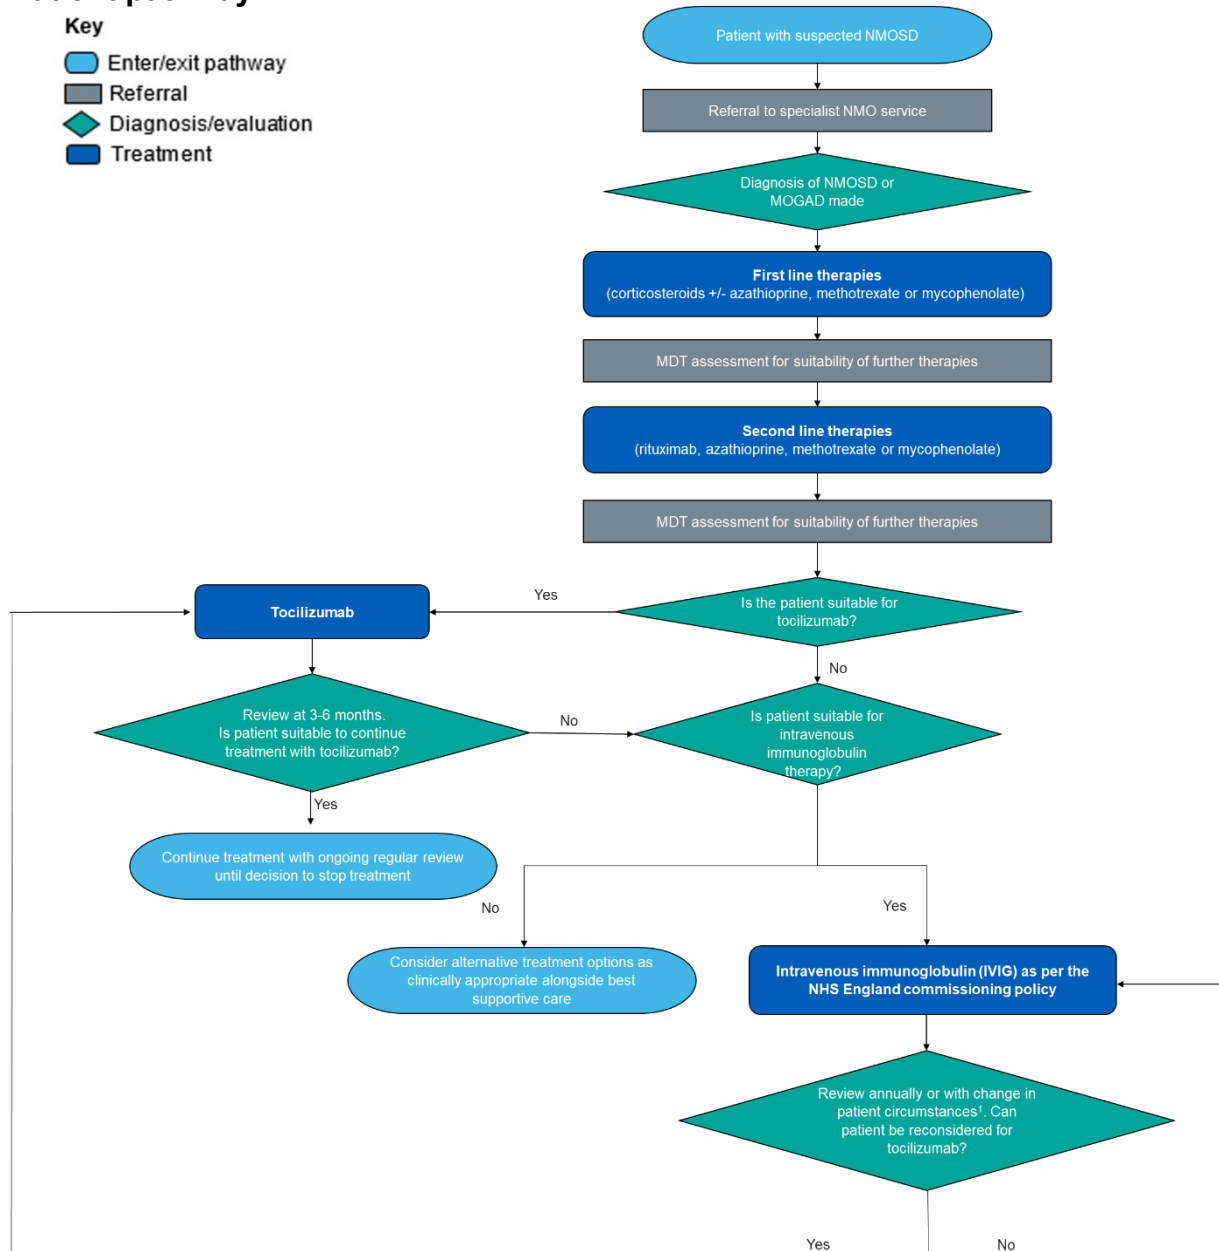 Key
Enter/exit pathway
Referral
Diagnosis/evaluation
Treatment
Patient with suspected NMOSD
Referral to specialist NMO service
Diagnosis of NMOSD or
MOGAD made
First line therapies
(corticosteroids +/- azathioprine, methotrexate or mycophenolate)
MDT assessment for suitability of further therapies
Second line therapies
(rituximab, azathioprine, methotrexate or mycophenolate)
MDT assessment for suitability of further therapies
Is the patient suitable for
tocilizumab?
Yes
No
Tocilizumab
Review at 3-6 months.
Is patient suitable to continue
treatment with tocilizumab?
No
Yes
Is patient suitable for
intravenous
immunoglobulin
therapy?
Continue treatment with ongoing regular review
until decision to stop treatment
No
Yes
Consider alternative treatment options as
clinically appropriate alongside best
supportive care
Intravenous immunoglobulin (IVIG) as per the
NHS England commissioning policy
Review annually or with change in
patient circumstances¹. Can
patient be reconsidered for
tocilizumab?
Yes
No